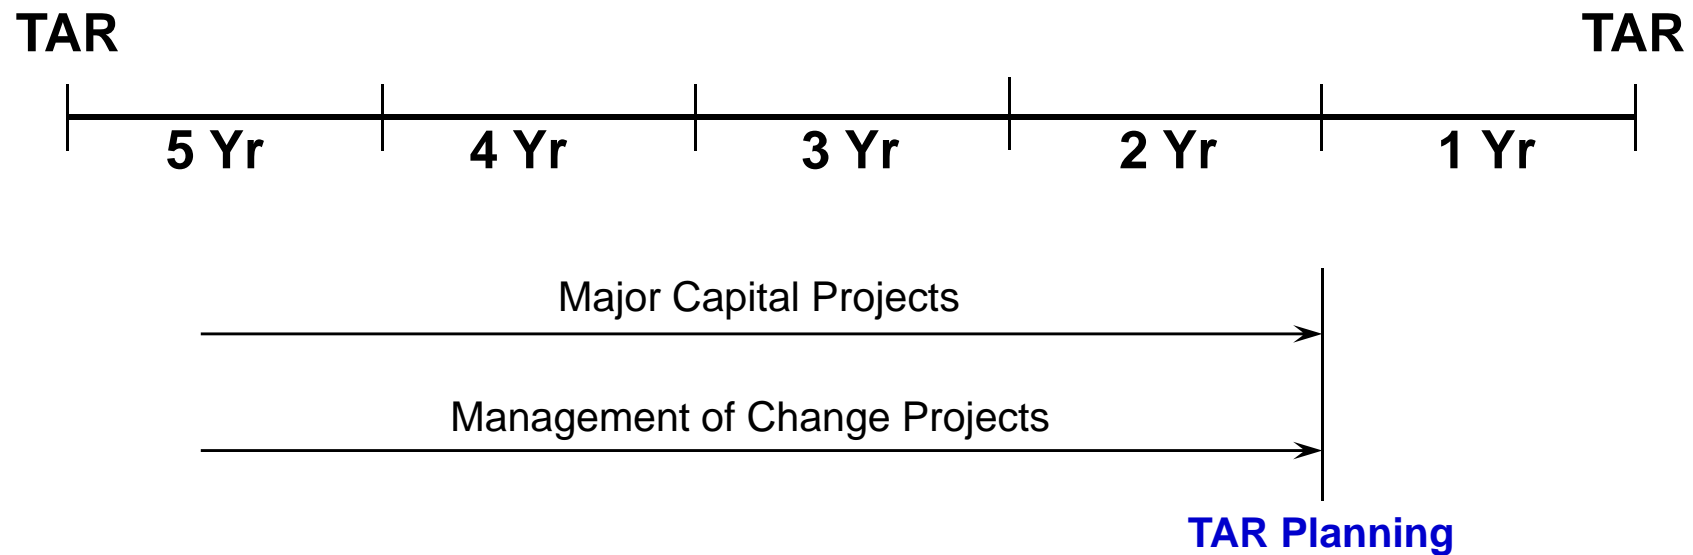 TAR TAR
5 Yr 4 Yr 3 Yr 2 Yr 1 Yr
Major Capital Projects
Management of Change Projects
TAR Planning